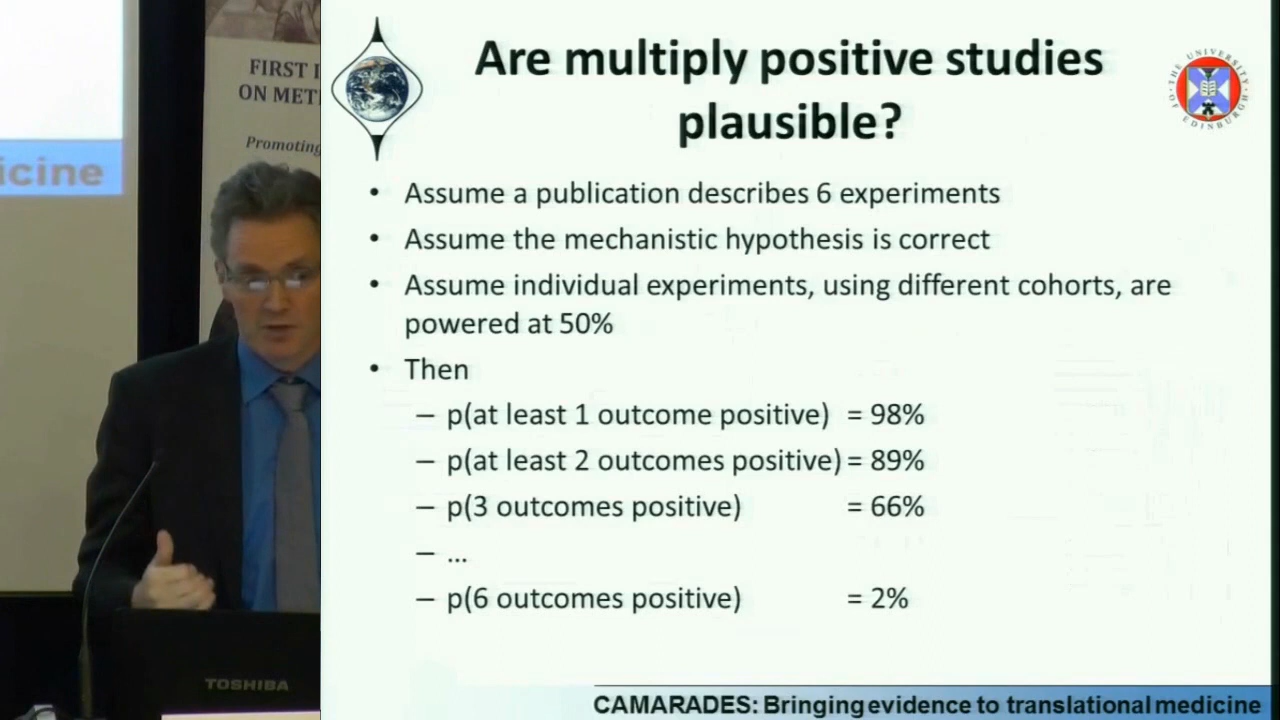 icine
FIRST I
ON METI
Promoting
TOSHIBA
Are multiply positive studies
plausible?
THE UNIVERSITY OF EDINBURGH
• Assume a publication describes 6 experiments
• Assume the mechanistic hypothesis is correct
• Assume individual experiments, using different cohorts, are
powered at 50%
• Then
– p(at least 1 outcome positive) = 98%
– p(at least 2 outcomes positive) = 89%
– p(3 outcomes positive) = 66%
– ...
– p(6 outcomes positive) = 2%
CAMARADES: Bringing evidence to translational medicine